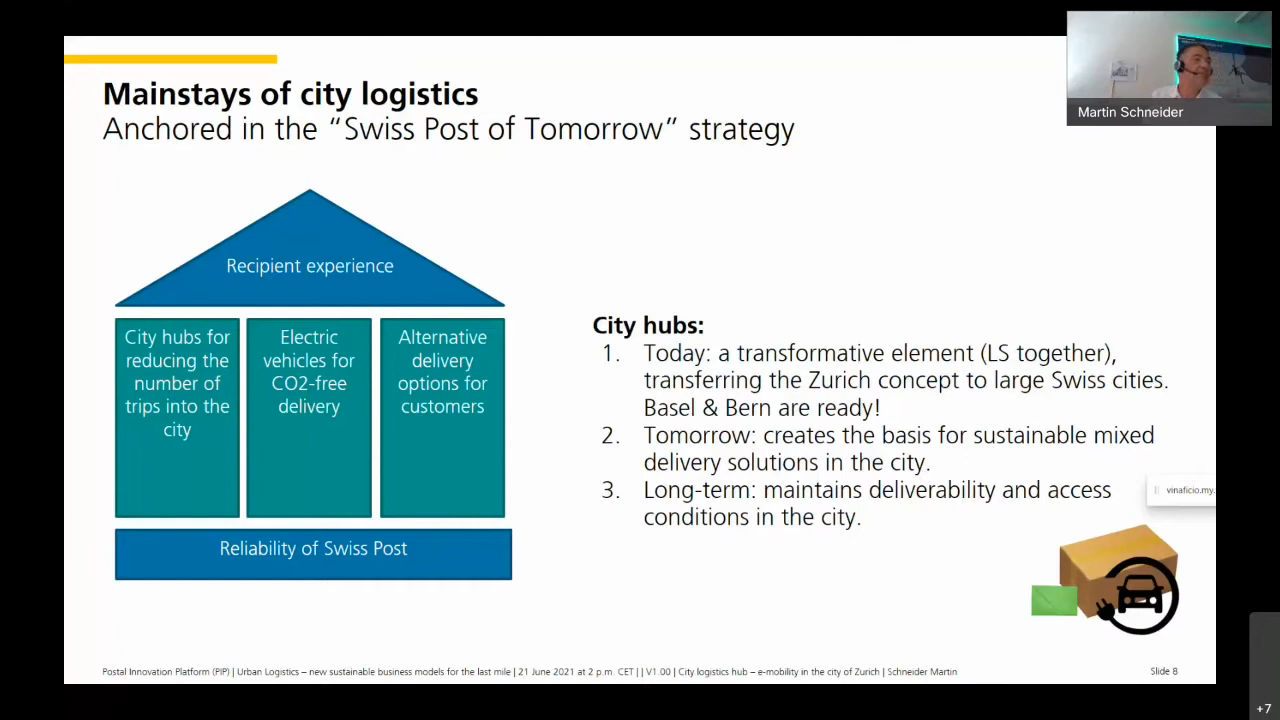 Mainstays of city logistics
Anchored in the “Swiss Post of Tomorrow” strategy
Martin Schneider
Recipient experience
City hubs for
reducing the
number of
trips into the
city
Electric
vehicles for
CO2-free
delivery
Alternative
delivery
options for
customers
Reliability of Swiss Post
City hubs:
1. Today: a transformative element (LS together),
transferring the Zurich concept to large Swiss cities.
Basel & Bern are ready!
2. Tomorrow: creates the basis for sustainable mixed
delivery solutions in the city.
3. Long-term: maintains deliverability and access
conditions in the city.
vinaficio.my.
Postal Innovation Platform (PIP) | Urban Logistics – new sustainable business models for the last mile | 21 June 2021 at 2 p.m. CET | | V1.00 | City logistics hub – e-mobility in the city of Zurich | Schneider Martin
Slide 8
+7